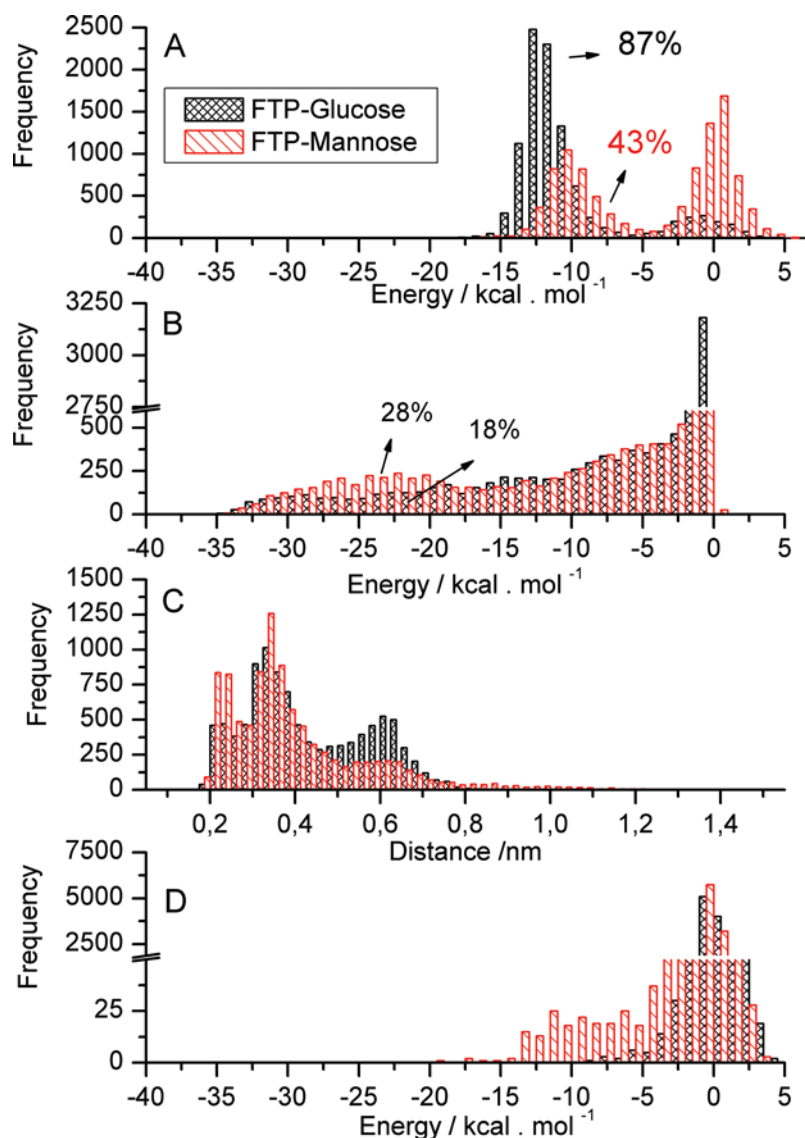 A
Frequency
2500
2000
1500
1000
500
0
87%
FTP-Glucose
FTP-Mannose
43%
-40 -35 -30 -25 -20 -15 -10 -5 0 5
Energy / kcal . mol -1
B
Frequency
3250
3000
2750
500
250
0
28%
18%
-40 -35 -30 -25 -20 -15 -10 -5 0 5
Energy / kcal . mol -1
C
Frequency
1500
1250
1000
750
500
250
0
0,2 0,4 0,6 0,8 1,0 1,2 1,4
Distance /nm
D
Frequency
7500
5000
2500
25
0
-40 -35 -30 -25 -20 -15 -10 -5 0 5
Energy / kcal . mol -1